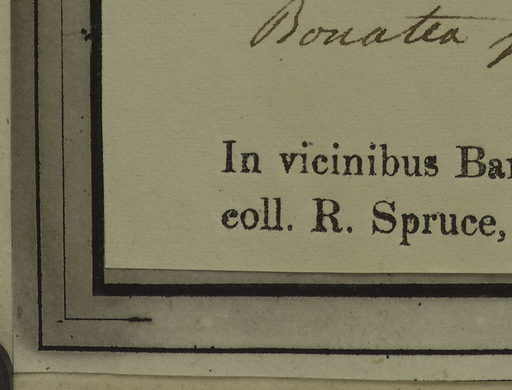 Bonatea
In vicinibus Bar
coll. R. Spruce,